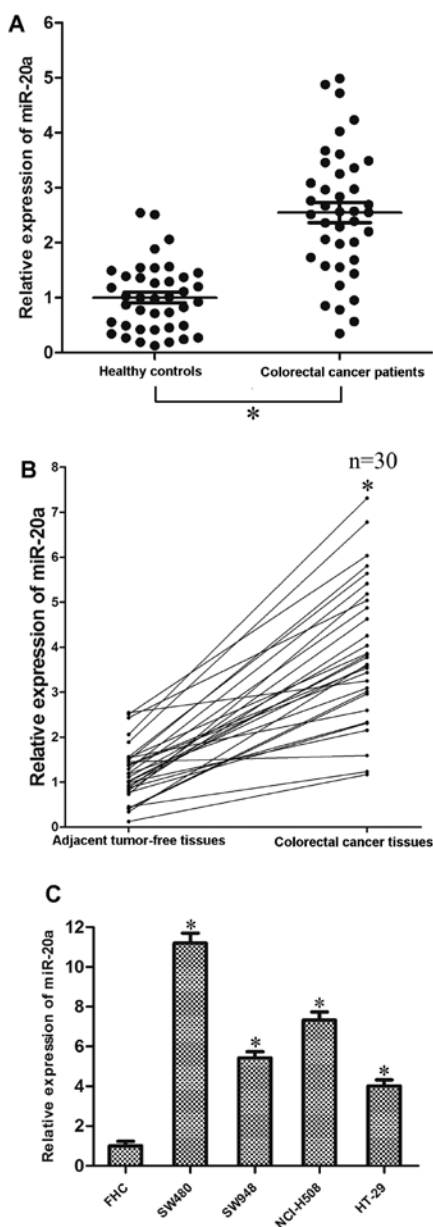 A
Relative expression of miR-20a
6
5
4
3
2
1
0
Healthy controls Colorectal cancer patients
*
B
n=30
*
Relative expression of miR-20a
8
7
6
5
4
3
2
1
0
Adjacent tumor-free tissues Colorectal cancer tissues
C
Relative expression of miR-20a
12
10
8
6
4
2
0
* * * *
FHC SW480 SW948 NCI-H508 HT-29